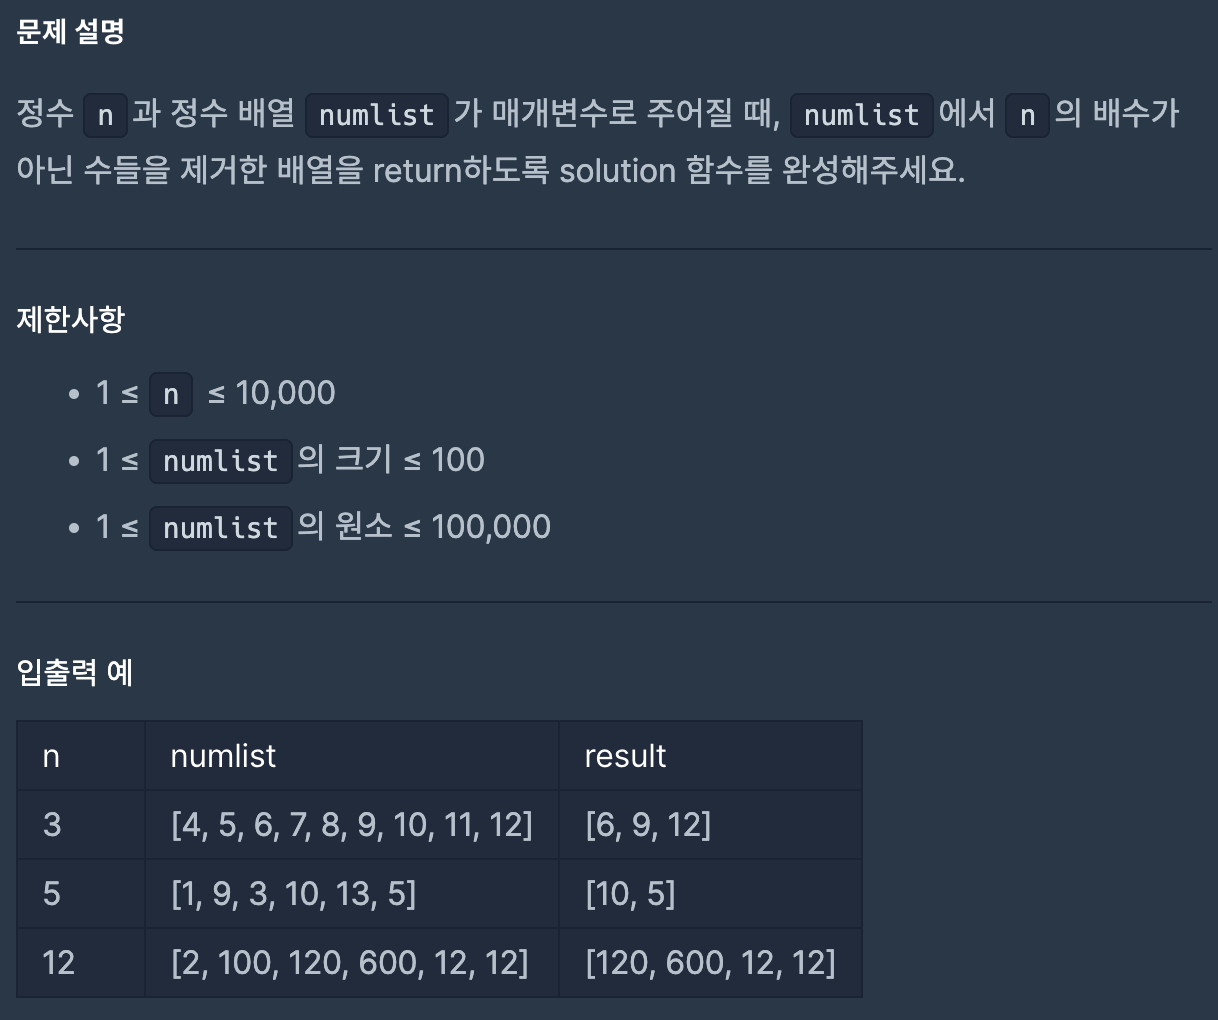 문제 설명
정수 n 과 정수 배열 numlist 가 매개변수로 주어질 때, numlist 에서 n 의 배수가
아닌 수들을 제거한 배열을 return하도록 solution 함수를 완성해주세요.
제한사항
• 1 ≤ n ≤ 10,000
• 1 ≤ numlist 의 크기 ≤ 100
• 1 ≤ numlist 의 원소 ≤ 100,000
입출력 예
n numlist result
3 [4, 5, 6, 7, 8, 9, 10, 11, 12] [6, 9, 12]
5 [1, 9, 3, 10, 13, 5] [10, 5]
12 [2, 100, 120, 600, 12, 12] [120, 600, 12, 12]